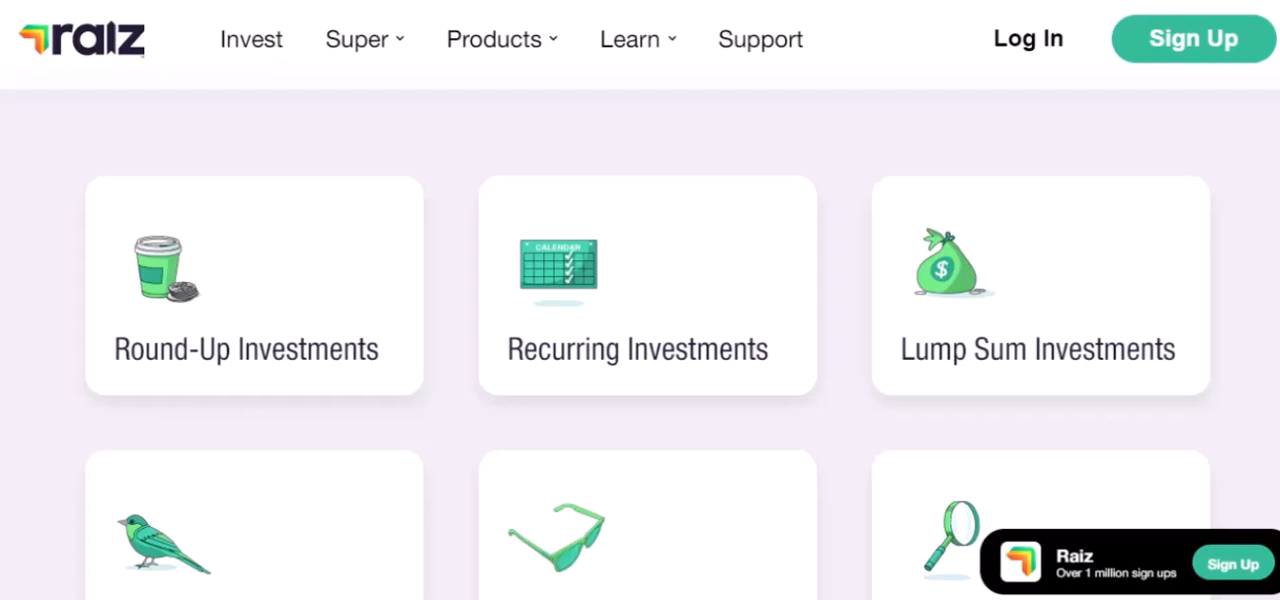 raiz
Invest
Super
Products
Learn
Support
Log In
Sign Up
CALENDAR
$
Round-Up Investments
Recurring Investments
Lump Sum Investments
Raiz
Over 1 million sign ups
Sign Up